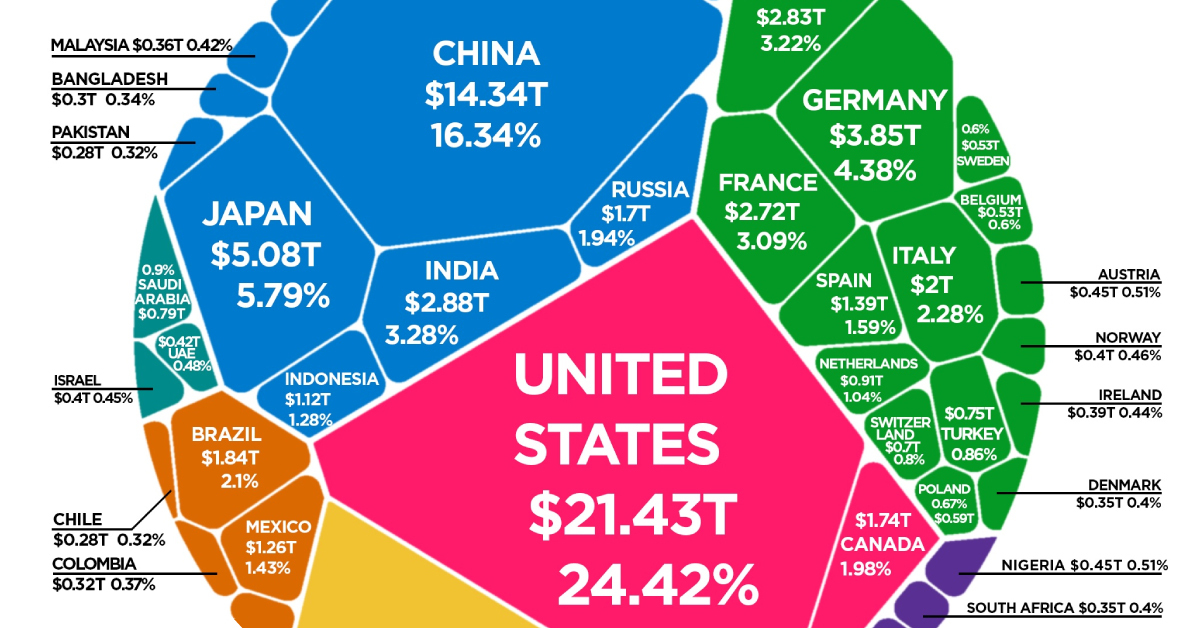 MALAYSIA $0.36T 0.42%
BANGLADESH
$0.3T 0.34%
PAKISTAN
$0.28T 0.32%
CHINA
$14.34T
16.34%
$2.83T
3.22%
GERMANY
$3.85T
4.38%
0.6%
$0.53T
SWEDEN
JAPAN
$5.08T
5.79%
RUSSIA
$1.7T
1.94%
FRANCE
$2.72T
3.09%
BELGIUM
$0.53T
0.6%
INDIA
$2.88T
3.28%
ITALY
$2T
2.28%
SPAIN
$1.39T
1.59%
AUSTRIA
$0.45T 0.51%
0.9%
SAUDI
ARABIA
$0.79T
$0.42T
UAE
0.48%
ISRAEL
$0.4T 0.45%
INDONESIA
$1.12T
1.28%
NORWAY
$0.4T 0.46%
NETHERLANDS
$0.91T
1.04%
IRELAND
$0.39T 0.44%
SWITZER
LAND
$0.7T
0.8%
$0.75T
TURKEY
0.86%
UNITED
STATES
$21.43T
24.42%
BRAZIL
$1.84T
2.1%
POLAND
0.67%
$0.59T
DENMARK
$0.35T 0.4%
CHILE
$0.28T 0.32%
MEXICO
$1.26T
1.43%
$1.74T
CANADA
1.98%
COLOMBIA
$0.32T 0.37%
NIGERIA $0.45T 0.51%
SOUTH AFRICA $0.35T 0.4%